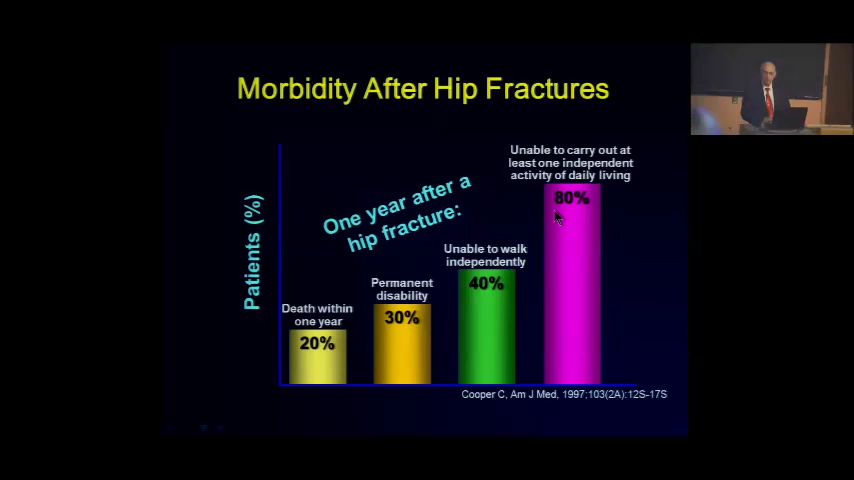 Morbidity After Hip Fractures
Patients (%)
One year after a
hip fracture:
Death within
one year
20%
Permanent
disability
30%
Unable to walk
independently
40%
Unable to carry out at
least one independent
activity of daily living
80%
Cooper C, Am J Med, 1997;103(2A):12S-17S